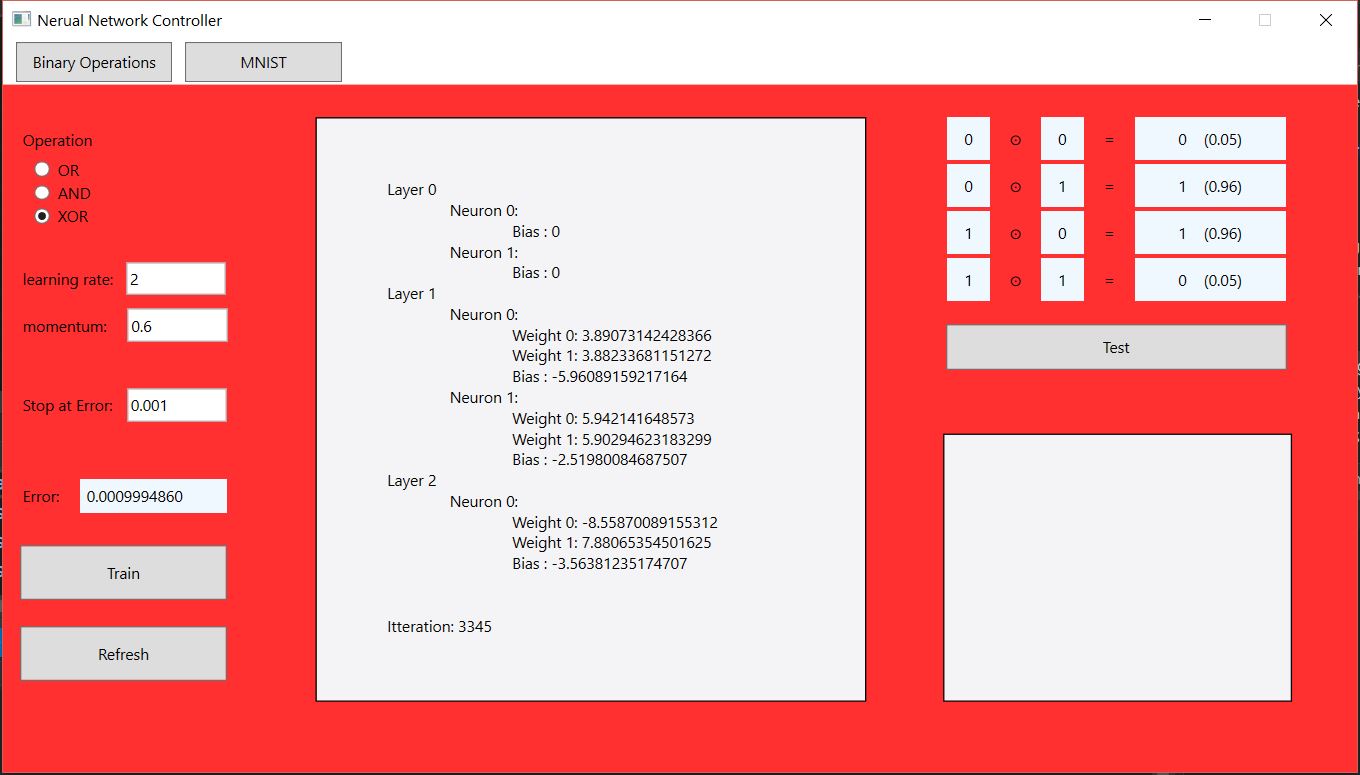 Nerual Network Controller
Binary Operations MNIST
Operation
OR
AND
XOR
learning rate: 2
momentum: 0.6
Stop at Error: 0.001
Error: 0.0009994860
Train
Refresh
Layer 0
Neuron 0:
Bias : 0
Neuron 1:
Bias : 0
Layer 1
Neuron 0:
Weight 0: 3.89073142428366
Weight 1: 3.88233681151272
Bias : -5.96089159217164
Neuron 1:
Weight 0: 5.942141648573
Weight 1: 5.90294623183299
Bias : -2.51980084687507
Layer 2
Neuron 0:
Weight 0: -8.55870089155312
Weight 1: 7.88065354501625
Bias : -3.56381235174707
Itteration: 3345
0 ⊙ 0 = 0 (0.05)
0 ⊙ 1 = 1 (0.96)
1 ⊙ 0 = 1 (0.96)
1 ⊙ 1 = 0 (0.05)
Test